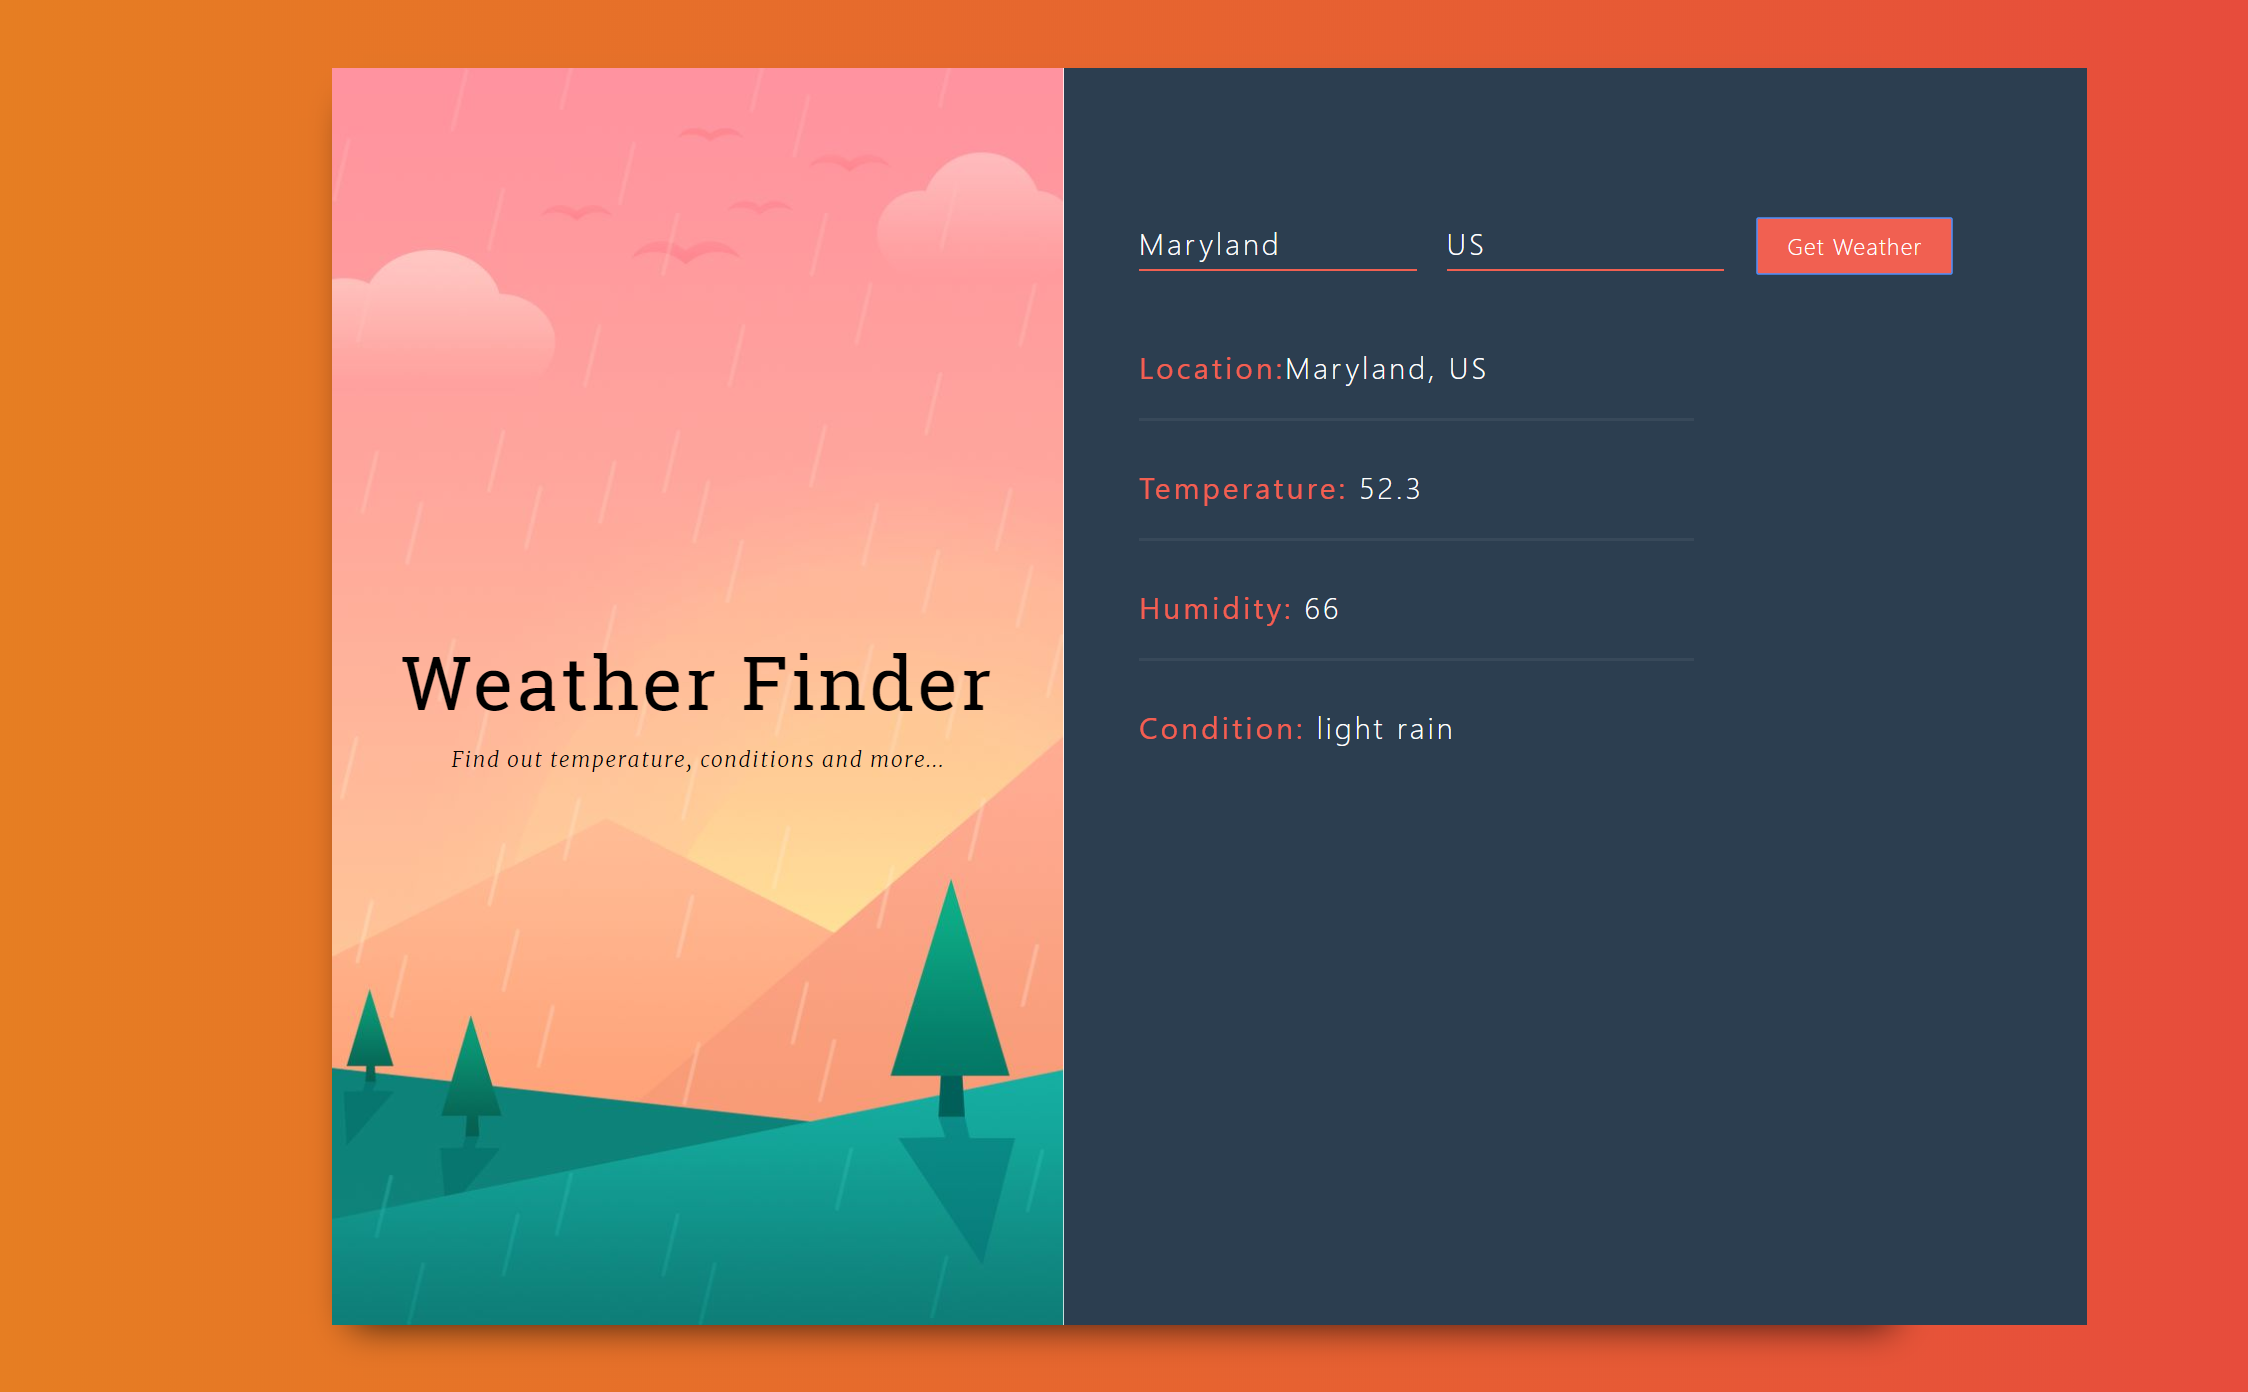 Weather Finder
Find out temperature, conditions and more...
Maryland US Get Weather
Location:Maryland, US
Temperature: 52.3
Humidity: 66
Condition: light rain